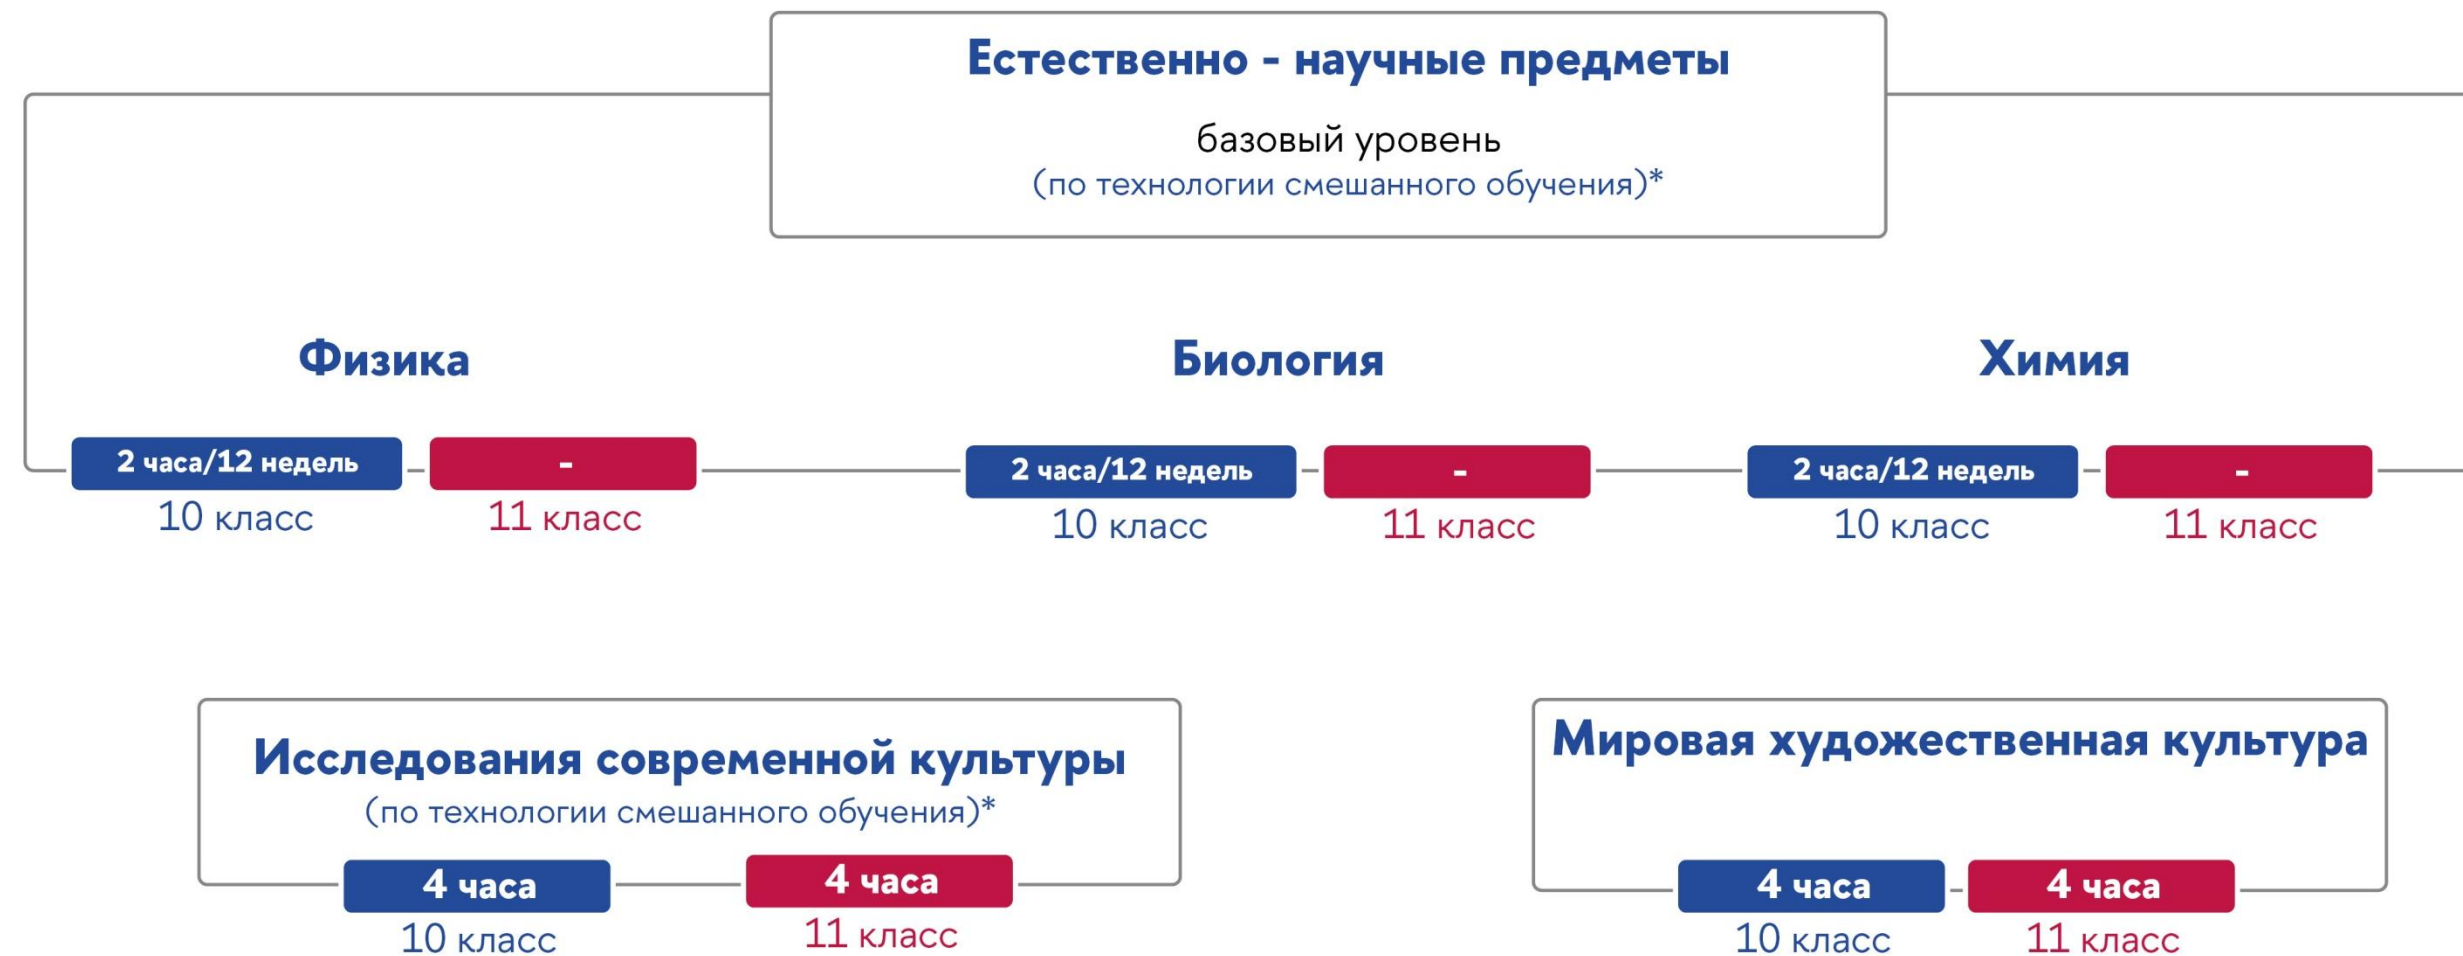 Естественно - научные предметы
базовый уровень
(по технологии смешанного обучения)*
Физика
2 часа/12 недель
-
10 класс
11 класс
Биология
2 часа/12 недель
-
10 класс
11 класс
Химия
2 часа/12 недель
-
10 класс
11 класс
Исследования современной культуры
(по технологии смешанного обучения)*
4 часа
4 часа
10 класс
11 класс
Мировая художественная культура
4 часа
4 часа
10 класс
11 класс